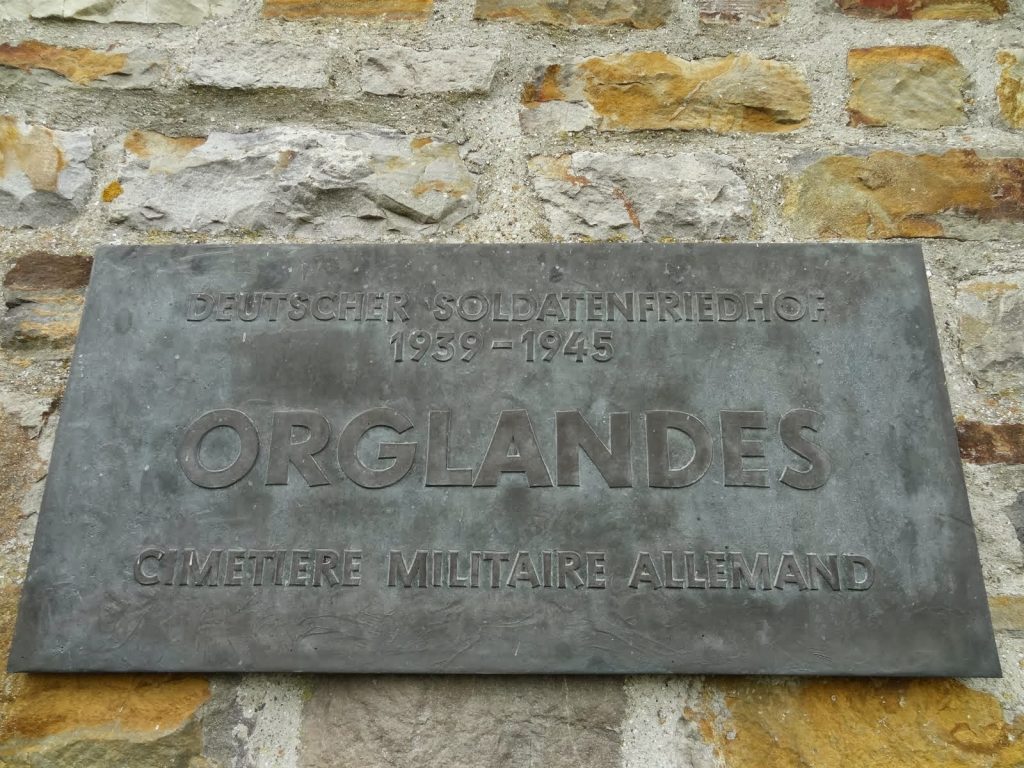 DEUTSCHER SOLDATENFRIEDHOF
1939-1945
ORGLANDES
CIMETIERE MILITAIRE ALLEMAND